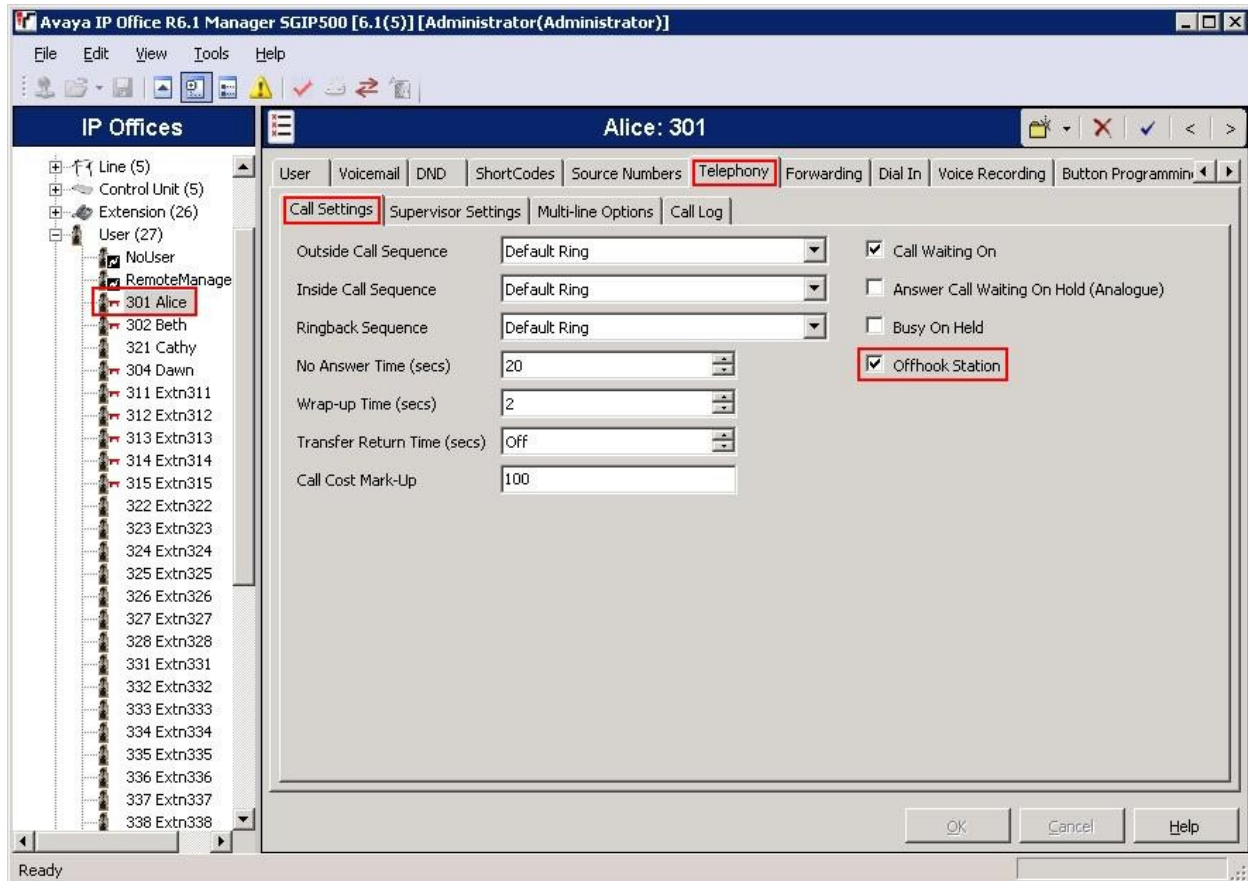 Avaya IP Office R6.1 Manager SGIP500 [6.1(5)] [Administrator(Administrator)]
File Edit View Tools Help
IP Offices
Alice: 301
Line (5)
Control Unit (5)
Extension (26)
User (27)
NoUser
RemoteManage
301 Alice
302 Beth
321 Cathy
304 Dawn
311 Extn311
312 Extn312
313 Extn313
314 Extn314
315 Extn315
322 Extn322
323 Extn323
324 Extn324
325 Extn325
326 Extn326
327 Extn327
328 Extn328
331 Extn331
332 Extn332
333 Extn333
334 Extn334
335 Extn335
336 Extn336
337 Extn337
338 Extn338
User Voicemail DND ShortCodes Source Numbers Telephony Forwarding Dial In Voice Recording Button Programmin
Call Settings Supervisor Settings Multi-line Options Call Log
Outside Call Sequence Default Ring Call Waiting On
Inside Call Sequence Default Ring Answer Call Waiting On Hold (Analogue)
Ringback Sequence Default Ring Busy On Held
No Answer Time (secs) 20 Offhook Station
Wrap-up Time (secs) 2
Transfer Return Time (secs) Off
Call Cost Mark-Up 100
OK Cancel Help
Ready